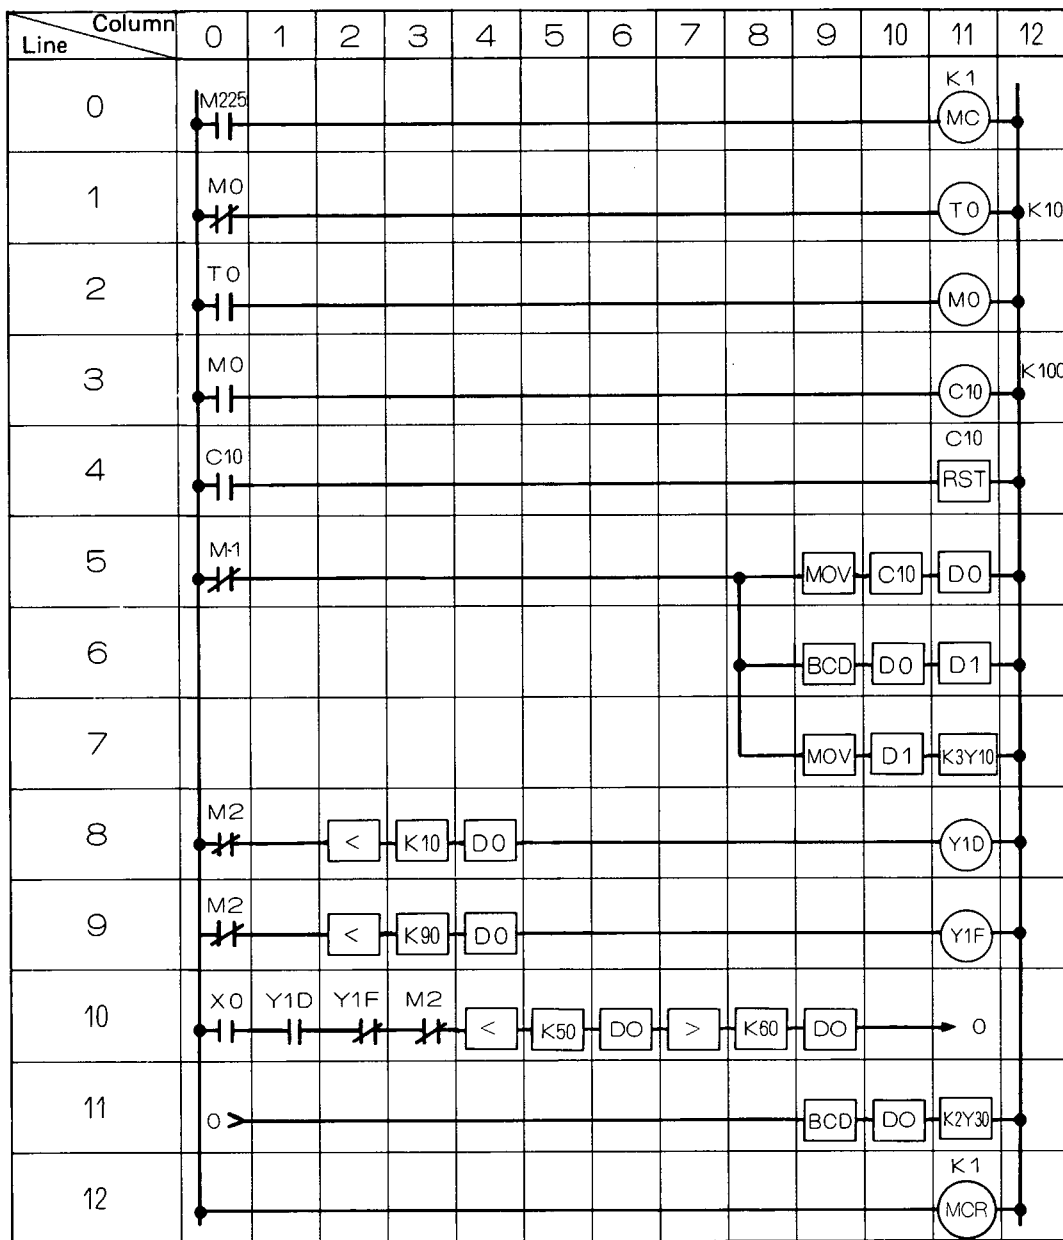 Column
Line 0 1 2 3 4 5 6 7 8 9 10 11 12
K1
0 M225 MC
M0
1 T0 K10
T0
2 M0
M0 K100
3 C10
C10 C10
4 RST
M-1
5 MOV C10 D0
6 BCD D0 D1
7 MOV D1 K3Y10
M2
8 < K10 D0 Y1D
M2
9 < K90 D0 Y1F
X0 Y1D Y1F M2
10 < K50 D0 > K60 D0 0
11 0 > BCD D0 K2Y30
K1
12 MCR